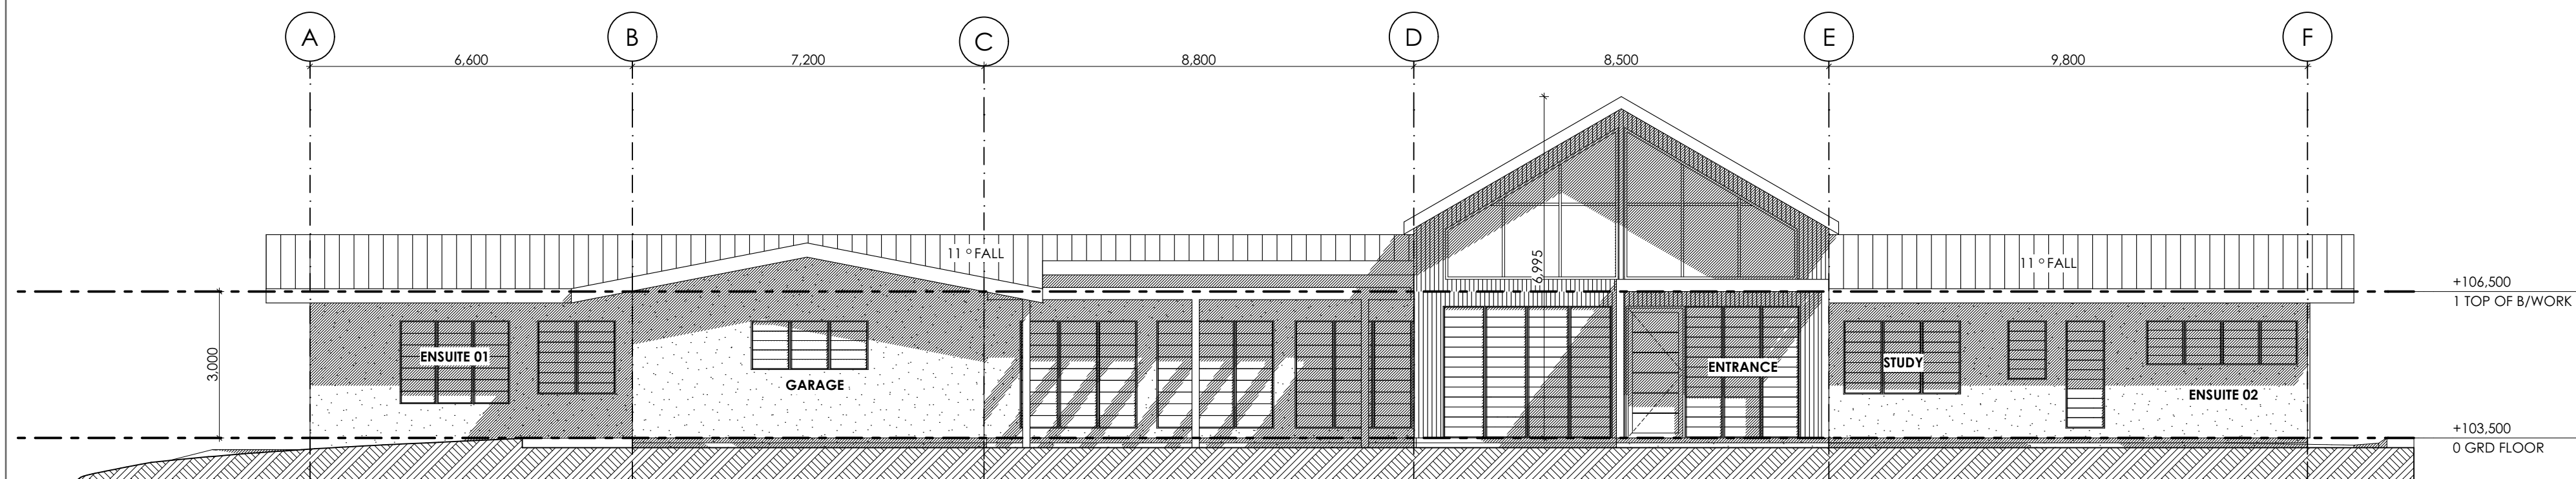 A
B
C
D
E
F
6,600
7,200
8,800
8,500
9,800
11 ° FALL
6,995
11 ° FALL
+106,500
1 TOP OF B/WORK
3,000
ENSUITE 01
GARAGE
ENTRANCE
STUDY
ENSUITE 02
+103,500
0 GRD FLOOR